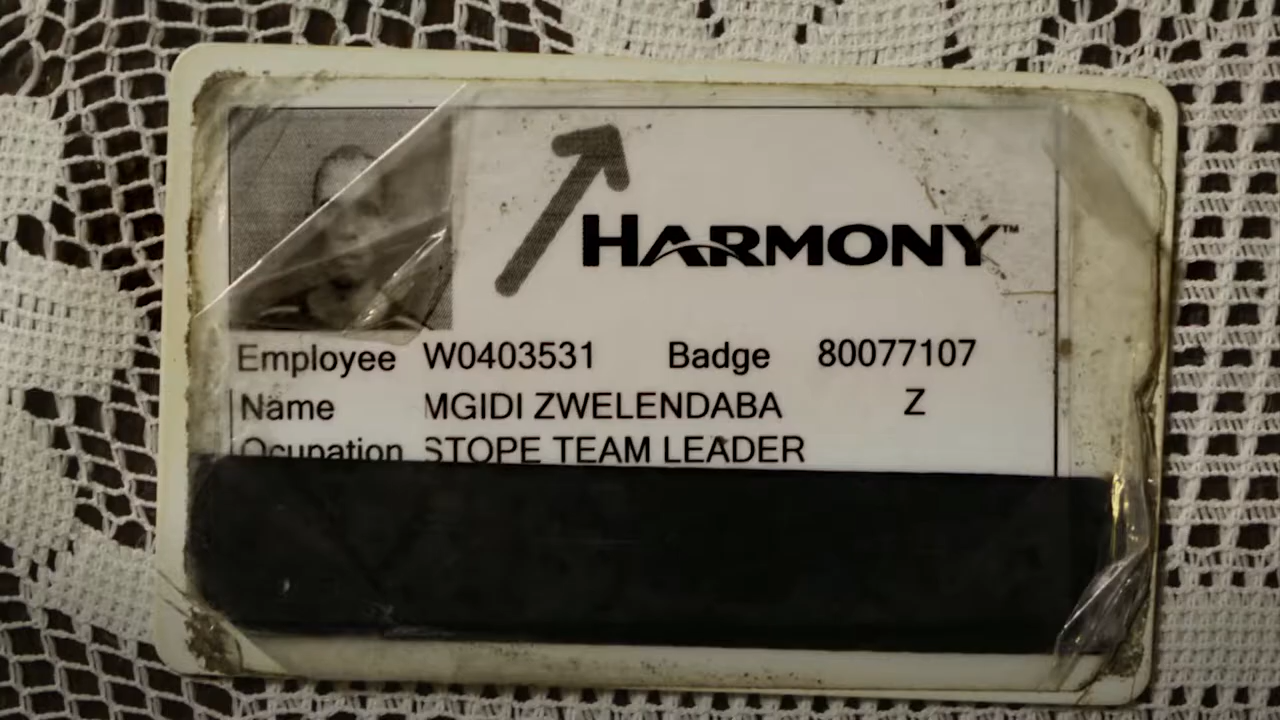 HARMONY™
Employee W0403531 Badge 80077107
Name MGIDI ZWELENDABA Z
Ocupation STOPE TEAM LEADER